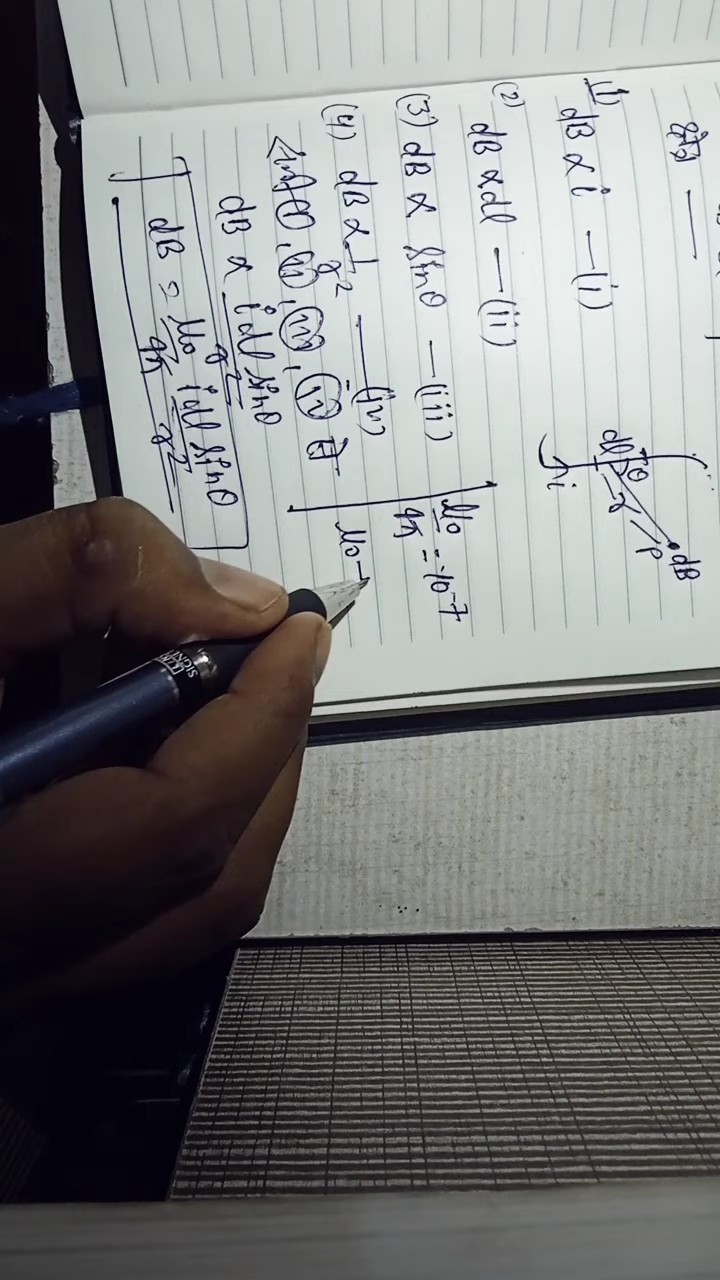 (1) dB ∝ i —(i)
(2) dB ∝ dl —(ii)
(3) dB ∝ sinθ —(iii)
(4) dB ∝ 1/r² —(iv)
(i), (ii), (iii), (iv) से
dB ∝ i dl sinθ / r²
dB = μ₀/4π i dl sinθ / r²
dl θ
r
P
dB
i
μ₀/4π = 10⁻⁷
μ₀ –